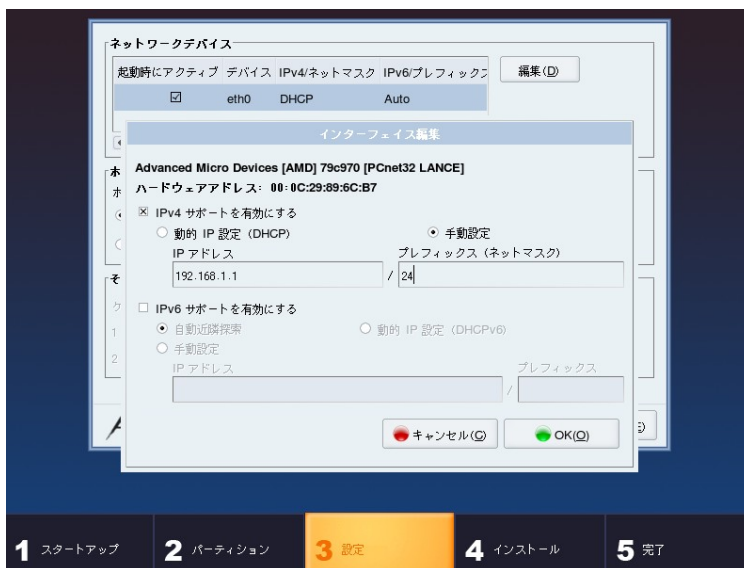 ネットワークデバイス
起動時にアクティブ デバイス IPv4/ネットマスク IPv6/プレフィックス
編集(D)
eth0 DHCP Auto
インターフェイス編集
Advanced Micro Devices [AMD] 79c970 [PCnet32 LANCE]
ハードウェアアドレス: 00:0C:29:89:6C:B7
IPv4 サポートを有効にする
動的 IP 設定 (DHCP) 手動設定
IP アドレス プレフィックス (ネットマスク)
192.168.1.1 / 24
IPv6 サポートを有効にする
自動近隣探索 動的 IP 設定 (DHCPv6)
手動設定
IP アドレス プレフィックス
/
キャンセル(C) OK(O)
ホ
ホ
そ
ケ
1
2
1 スタートアップ 2 パーティション 3 設定 4 インストール 5 完了